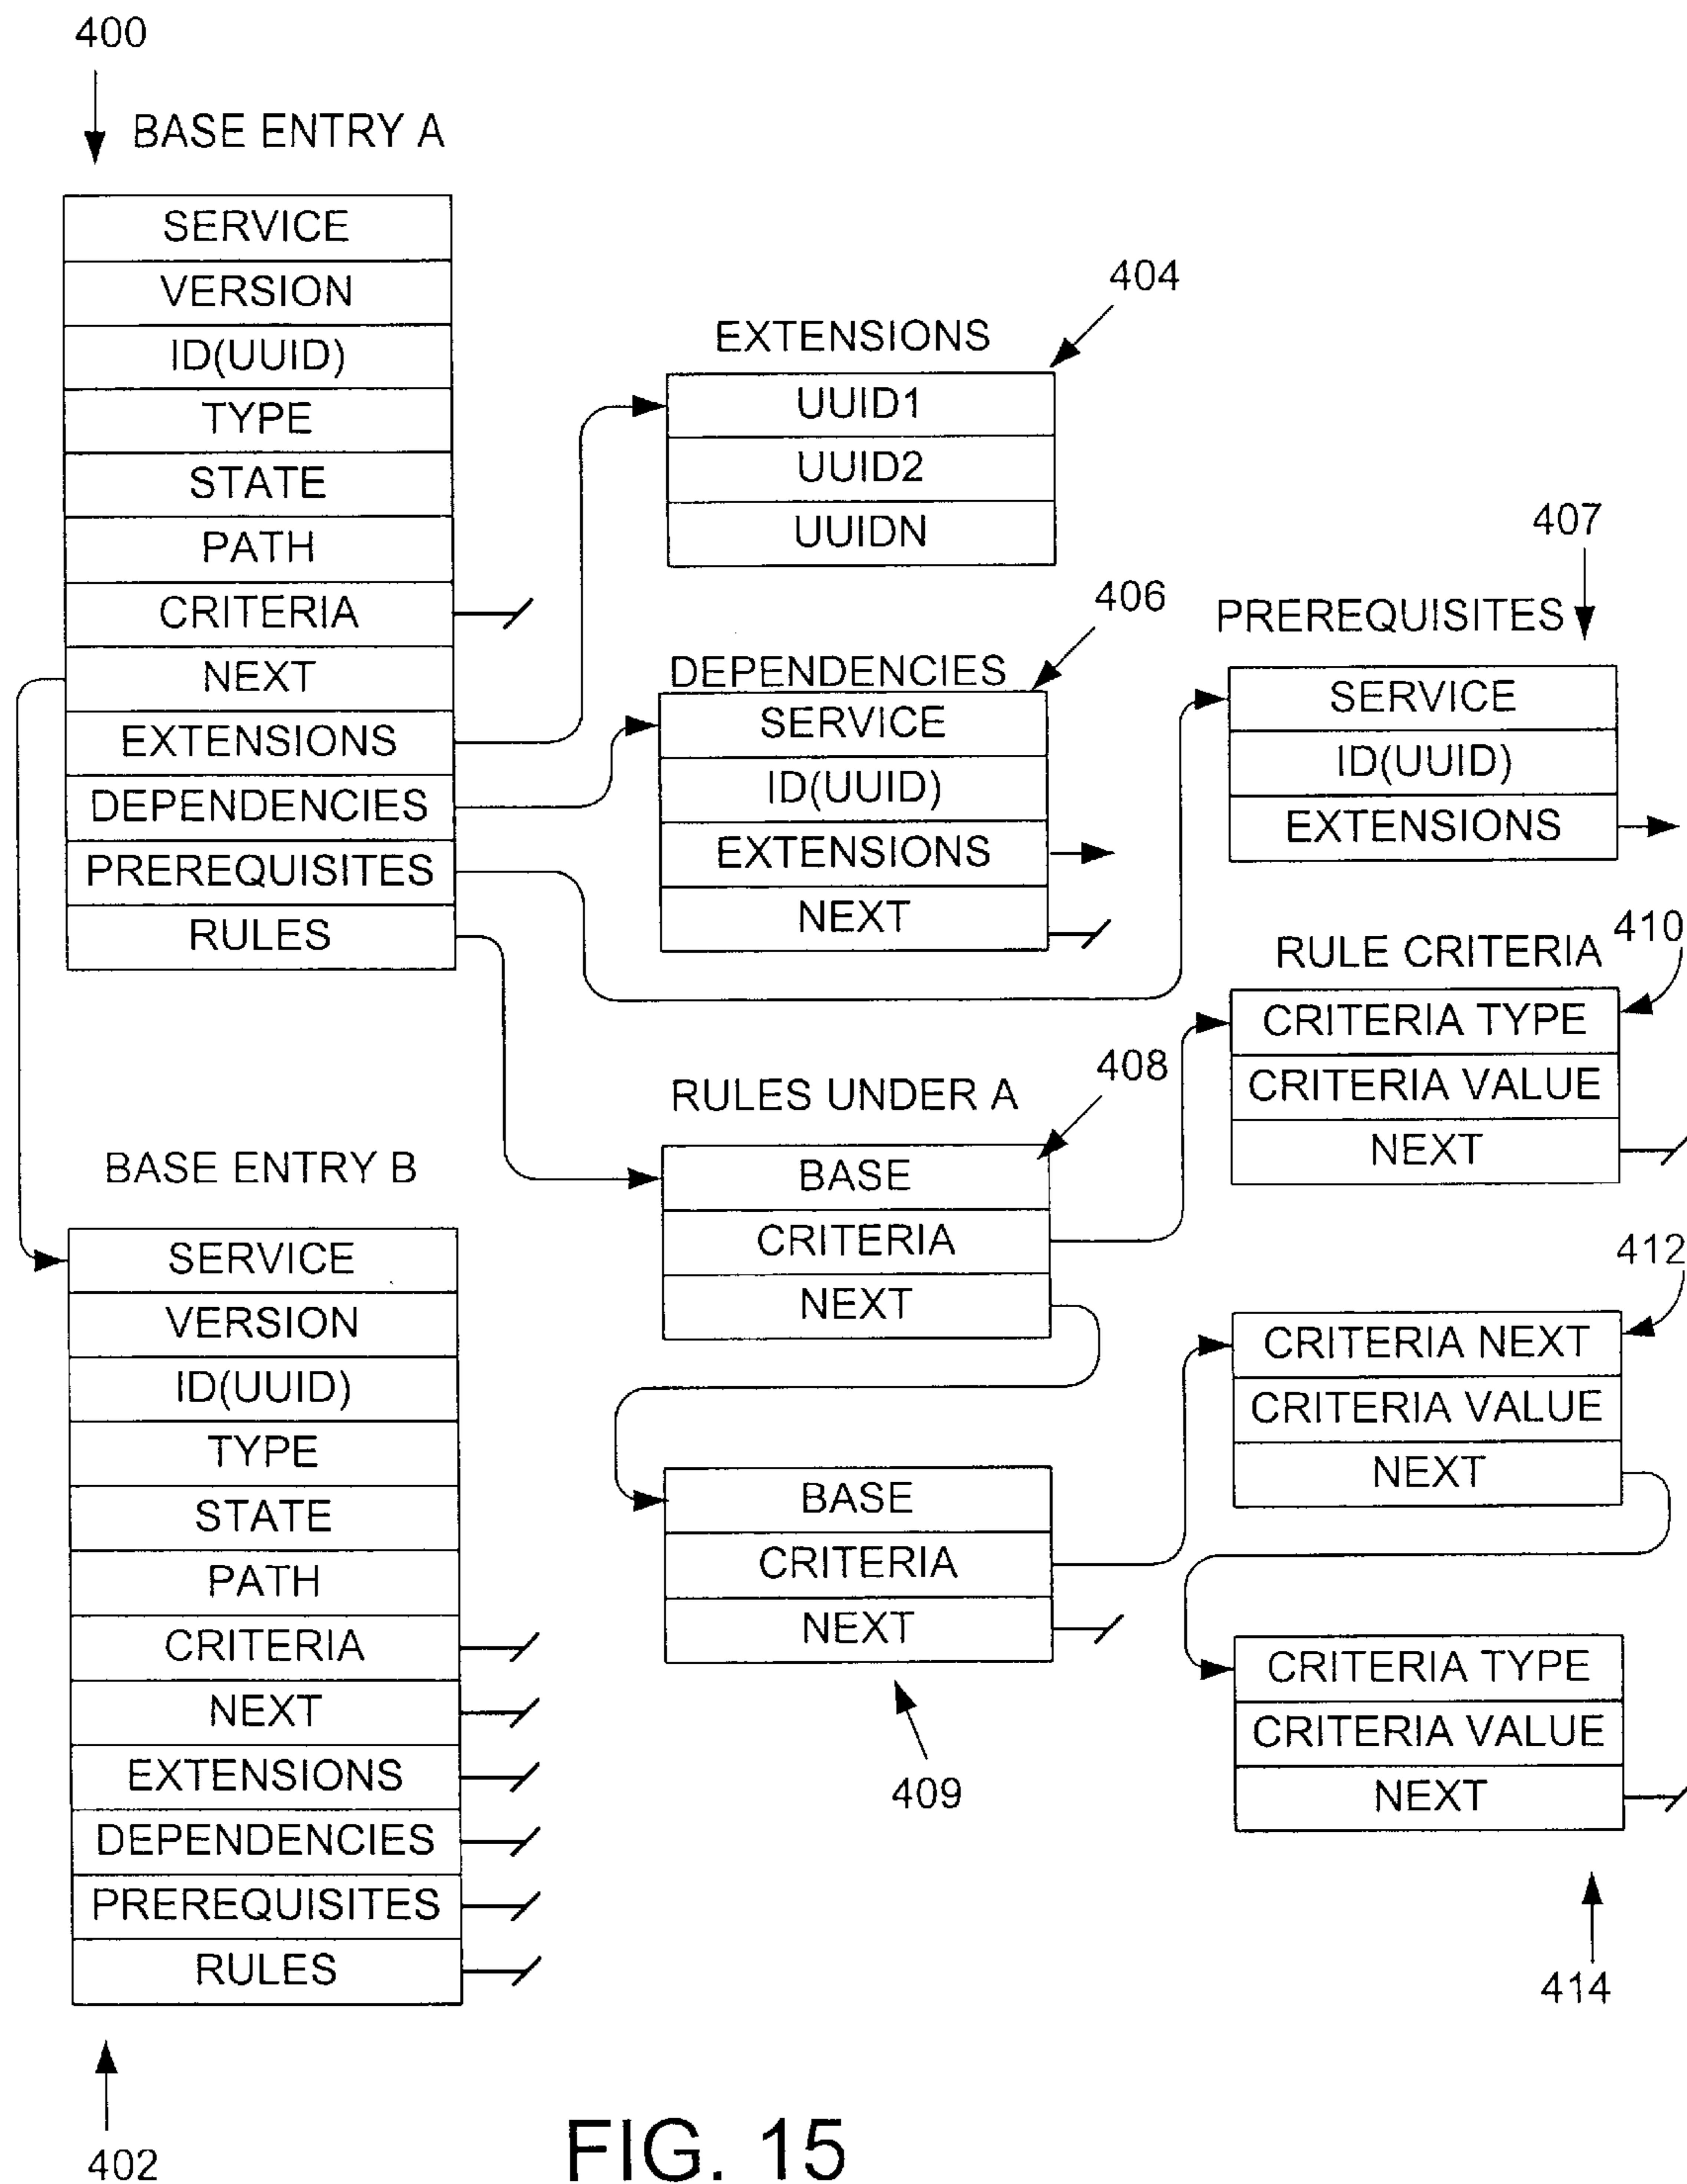 400
BASE ENTRY A
SERVICE
VERSION
ID(UUID)
TYPE
STATE
PATH
CRITERIA
NEXT
EXTENSIONS
DEPENDENCIES
PREREQUISITES
RULES
404
EXTENSIONS
UUID1
UUID2
UUIDN
406
DEPENDENCIES
SERVICE
ID(UUID)
EXTENSIONS
NEXT
407
PREREQUISITES
SERVICE
ID(UUID)
EXTENSIONS
410
RULE CRITERIA
CRITERIA TYPE
CRITERIA VALUE
NEXT
408
RULES UNDER A
BASE
CRITERIA
NEXT
412
CRITERIA NEXT
CRITERIA VALUE
NEXT
BASE
CRITERIA
NEXT
409
CRITERIA TYPE
CRITERIA VALUE
NEXT
414
BASE ENTRY B
SERVICE
VERSION
ID(UUID)
TYPE
STATE
PATH
CRITERIA
NEXT
EXTENSIONS
DEPENDENCIES
PREREQUISITES
RULES
402
FIG. 15